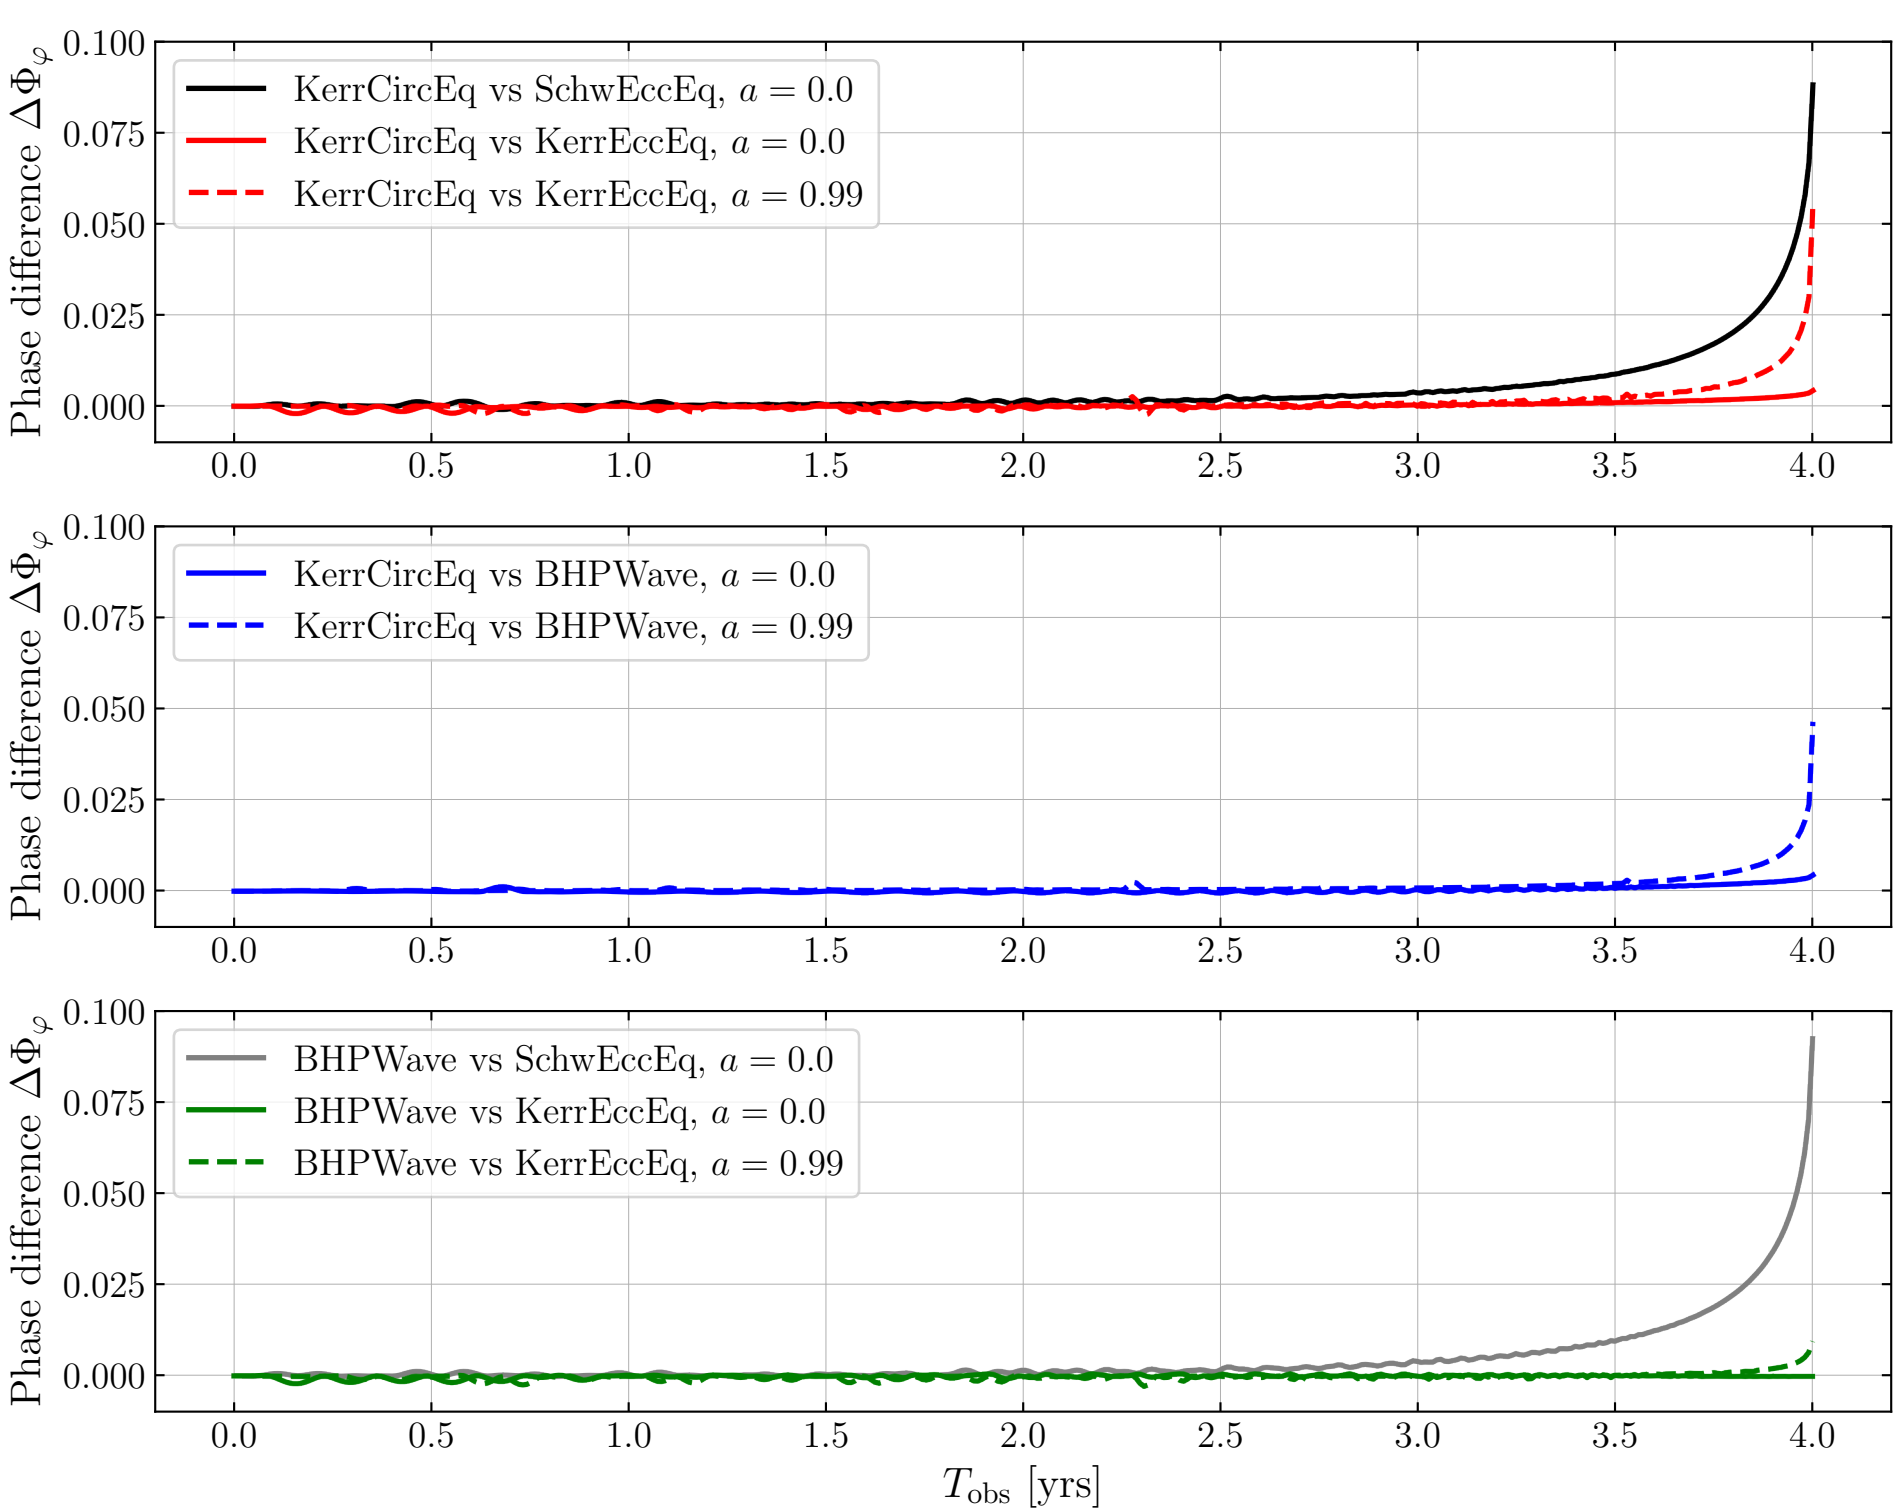 Phase difference ΔΦ_φ
0.100
0.075
0.050
0.025
0.000
KerrCircEq vs SchwEccEq, a = 0.0
KerrCircEq vs KerrEccEq, a = 0.0
KerrCircEq vs KerrEccEq, a = 0.99
0.0 0.5 1.0 1.5 2.0 2.5 3.0 3.5 4.0
Phase difference ΔΦ_φ
0.100
0.075
0.050
0.025
0.000
KerrCircEq vs BHPWave, a = 0.0
KerrCircEq vs BHPWave, a = 0.99
0.0 0.5 1.0 1.5 2.0 2.5 3.0 3.5 4.0
Phase difference ΔΦ_φ
0.100
0.075
0.050
0.025
0.000
BHPWave vs SchwEccEq, a = 0.0
BHPWave vs KerrEccEq, a = 0.0
BHPWave vs KerrEccEq, a = 0.99
0.0 0.5 1.0 1.5 2.0 2.5 3.0 3.5 4.0
T_obs [yrs]